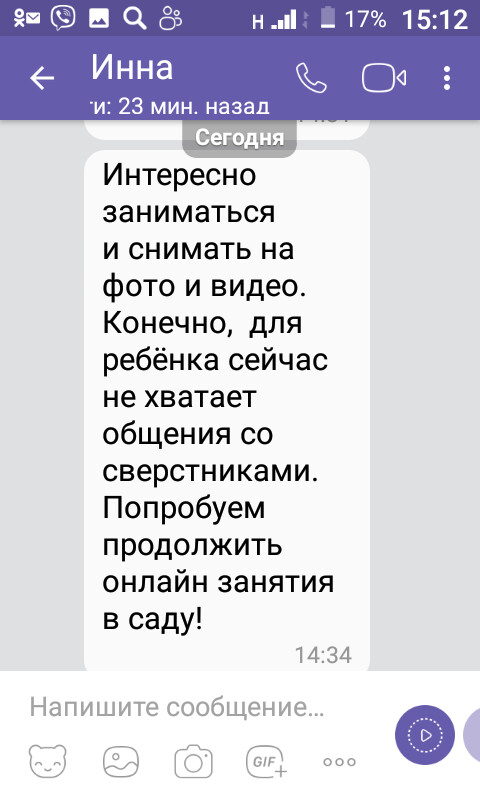 н 17% 15:12
Инна
ти: 23 мин. назад
Сегодня
Интересно
заниматься
и снимать на
фото и видео.
Конечно,  для
ребёнка сейчас
не хватает
общения со
сверстниками.
Попробуем
продолжить
онлайн занятия
в саду!
14:34
Напишите сообщение...
GIF